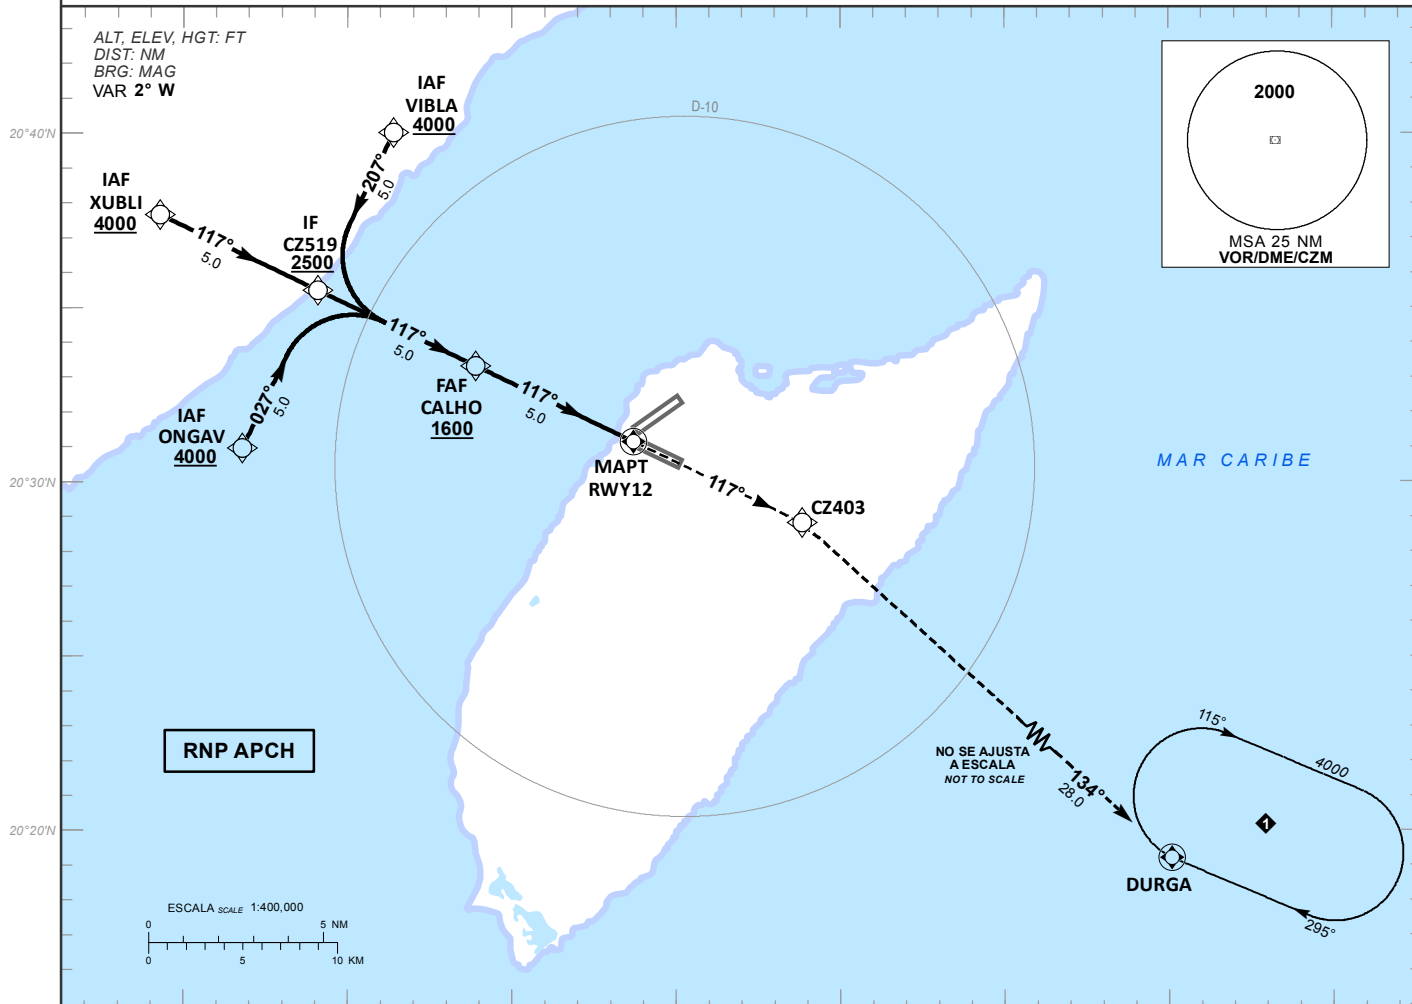 ALT, ELEV, HGT: FT
DIST: NM
BRG: MAG
VAR 2° W
20°40'N
20°30'N
20°20'N
IAF
VIBLA
4000
207°
5.0
IAF
XUBLI
4000
117°
5.0
IF
CZ519
2500
IAF
ONGAV
4000
027°
5.0
117°
5.0
FAF
CALHO
1600
117°
5.0
MAPT
RWY12
117°
CZ403
D-10
2000
MSA 25 NM
VOR/DME/CZM
MAR CARIBE
RNP APCH
NO SE AJUSTA
A ESCALA
NOT TO SCALE
134°
28.0
DURGA
115°
4000
1
295°
ESCALA SCALE 1:400,000
0 5 NM
0 5 10 KM